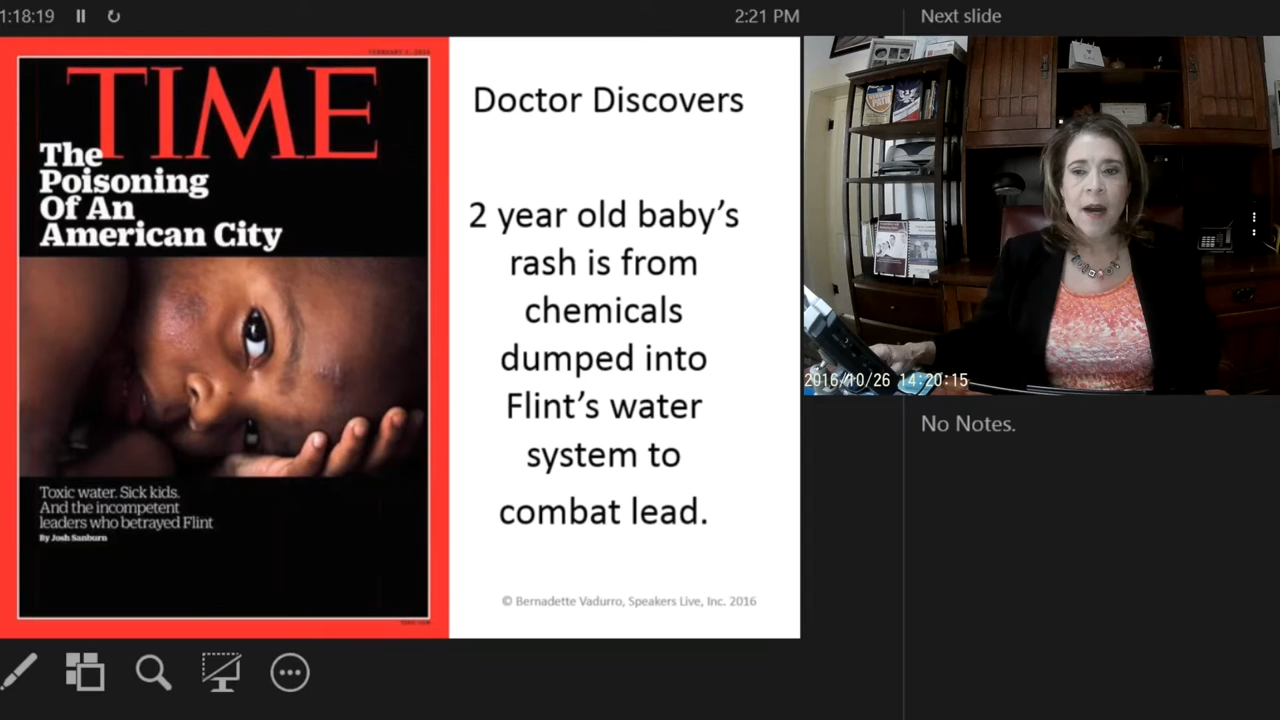 1:18:19
2:21 PM
Next slide
FEBRUARY 1, 2016
TIME
The
Poisoning
Of An
American City
Toxic water. Sick kids.
And the incompetent
leaders who betrayed Flint
By Josh Sanburn
Doctor Discovers
2 year old baby’s
rash is from
chemicals
dumped into
Flint’s water
system to
combat lead.
© Bernadette Vadurro, Speakers Live, Inc. 2016
2016/10/26 14:20:15
No Notes.